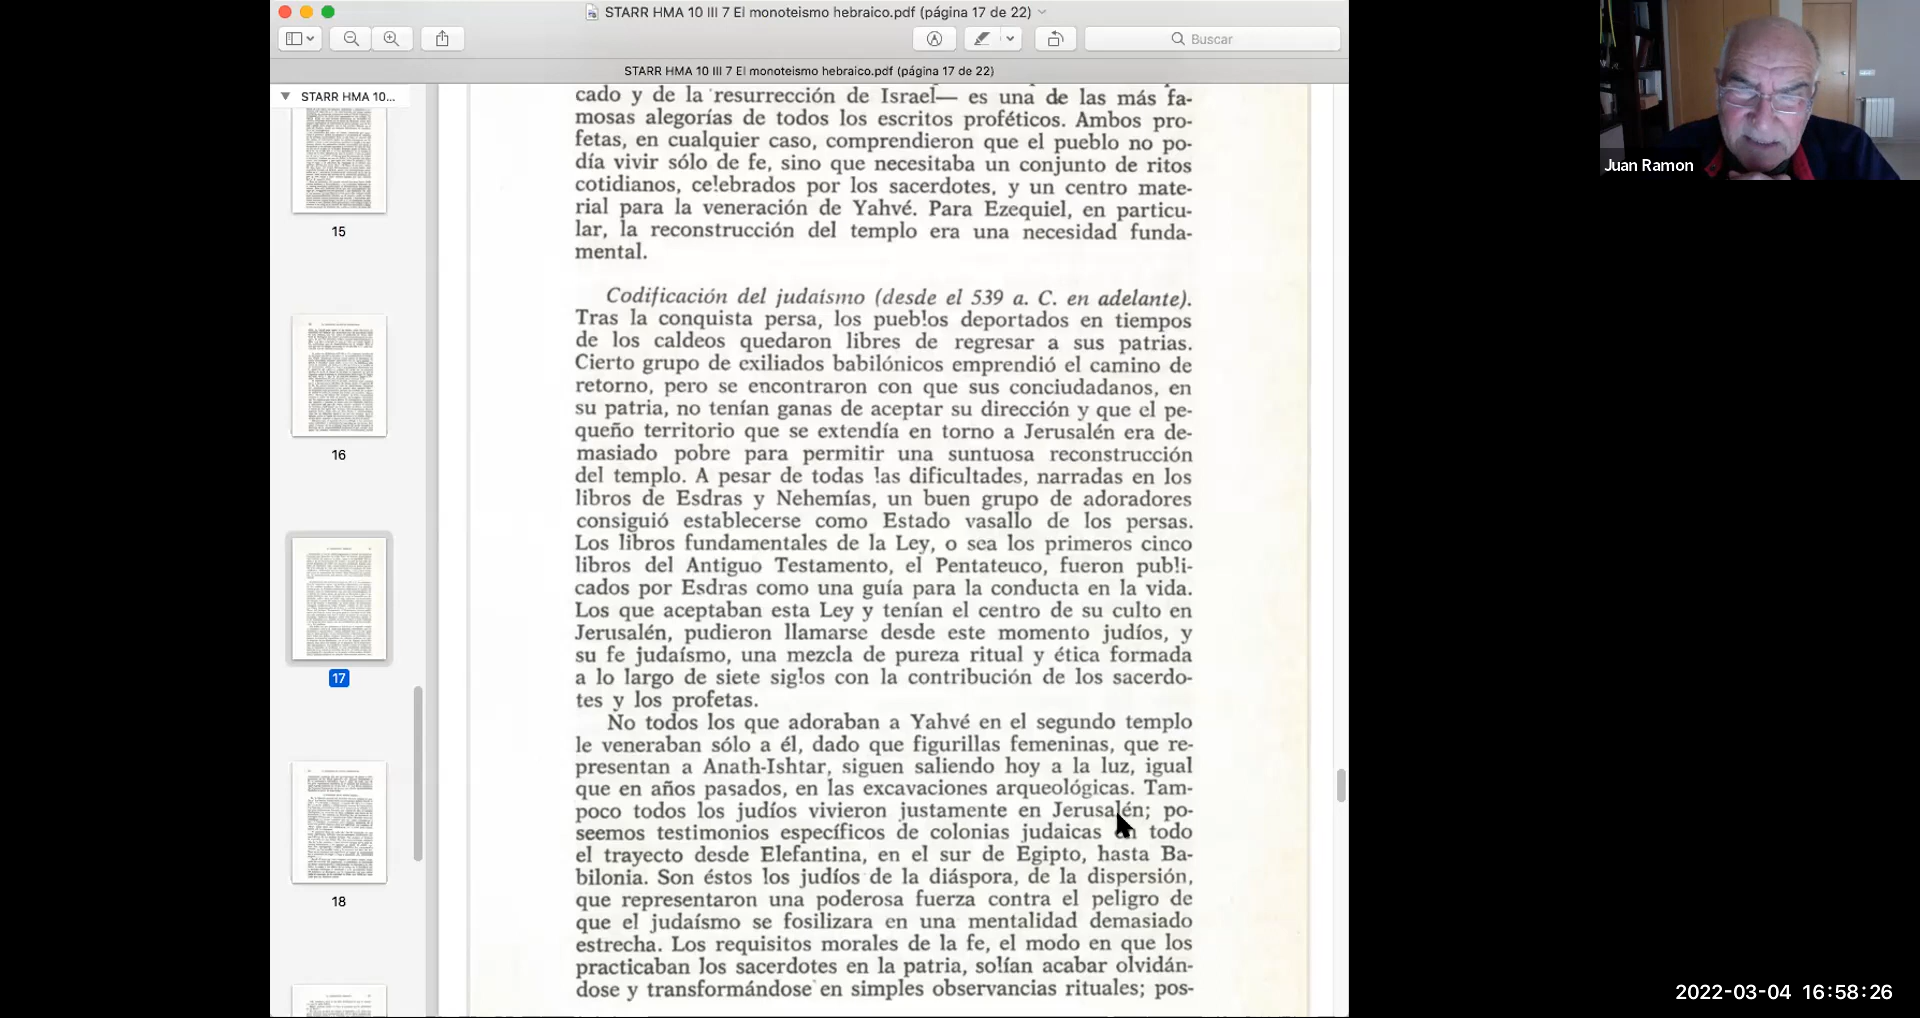 STARR HMA 10 III 7 El monoteismo hebraico.pdf (página 17 de 22)
Buscar
STARR HMA 10 III 7 El monoteismo hebraico.pdf (página 17 de 22)
STARR HMA 10...
15
16
17
18
cado y de la resurrección de Israel— es una de las más fa-
mosas alegorías de todos los escritos proféticos. Ambos pro-
fetas, en cualquier caso, comprendieron que el pueblo no po-
día vivir sólo de fe, sino que necesitaba un conjunto de ritos
cotidianos, celebrados por los sacerdotes, y un centro mate-
rial para la veneración de Yahvé. Para Ezequiel, en particu-
lar, la reconstrucción del templo era una necesidad funda-
mental.
Codificación del judaísmo (desde el 539 a. C. en adelante).
Tras la conquista persa, los pueblos deportados en tiempos
de los caldeos quedaron libres de regresar a sus patrias.
Cierto grupo de exiliados babilónicos emprendió el camino de
retorno, pero se encontraron con que sus conciudadanos, en
su patria, no tenían ganas de aceptar su dirección y que el pe-
queño territorio que se extendía en torno a Jerusalén era de-
masiado pobre para permitir una suntuosa reconstrucción
del templo. A pesar de todas las dificultades, narradas en los
libros de Esdras y Nehemías, un buen grupo de adoradores
consiguió establecerse como Estado vasallo de los persas.
Los libros fundamentales de la Ley, o sea los primeros cinco
libros del Antiguo Testamento, el Pentateuco, fueron publi-
cados por Esdras como una guía para la conducta en la vida.
Los que aceptaban esta Ley y tenían el centro de su culto en
Jerusalén, pudieron llamarse desde este momento judíos, y
su fe judaísmo, una mezcla de pureza ritual y ética formada
a lo largo de siete siglos con la contribución de los sacerdo-
tes y los profetas.
No todos los que adoraban a Yahvé en el segundo templo
le veneraban sólo a él, dado que figurillas femeninas, que re-
presentan a Anath-Ishtar, siguen saliendo hoy a la luz, igual
que en años pasados, en las excavaciones arqueológicas. Tam-
poco todos los judíos vivieron justamente en Jerusalén; po-
seemos testimonios específicos de colonias judaicas en todo
el trayecto desde Elefantina, en el sur de Egipto, hasta Ba-
bilonia. Son éstos los judíos de la diáspora, de la dispersión,
que representaron una poderosa fuerza contra el peligro de
que el judaísmo se fosilizara en una mentalidad demasiado
estrecha. Los requisitos morales de la fe, el modo en que los
practicaban los sacerdotes en la patria, solían acabar olvidán-
dose y transformándose en simples observancias rituales; pos-
Juan Ramon
2022-03-04 16:58:26